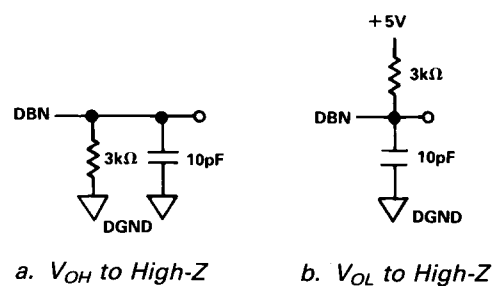 DBN
3kΩ
10pF
DGND
a. VOH to High-Z
+5V
3kΩ
DBN
10pF
DGND
b. VOL to High-Z